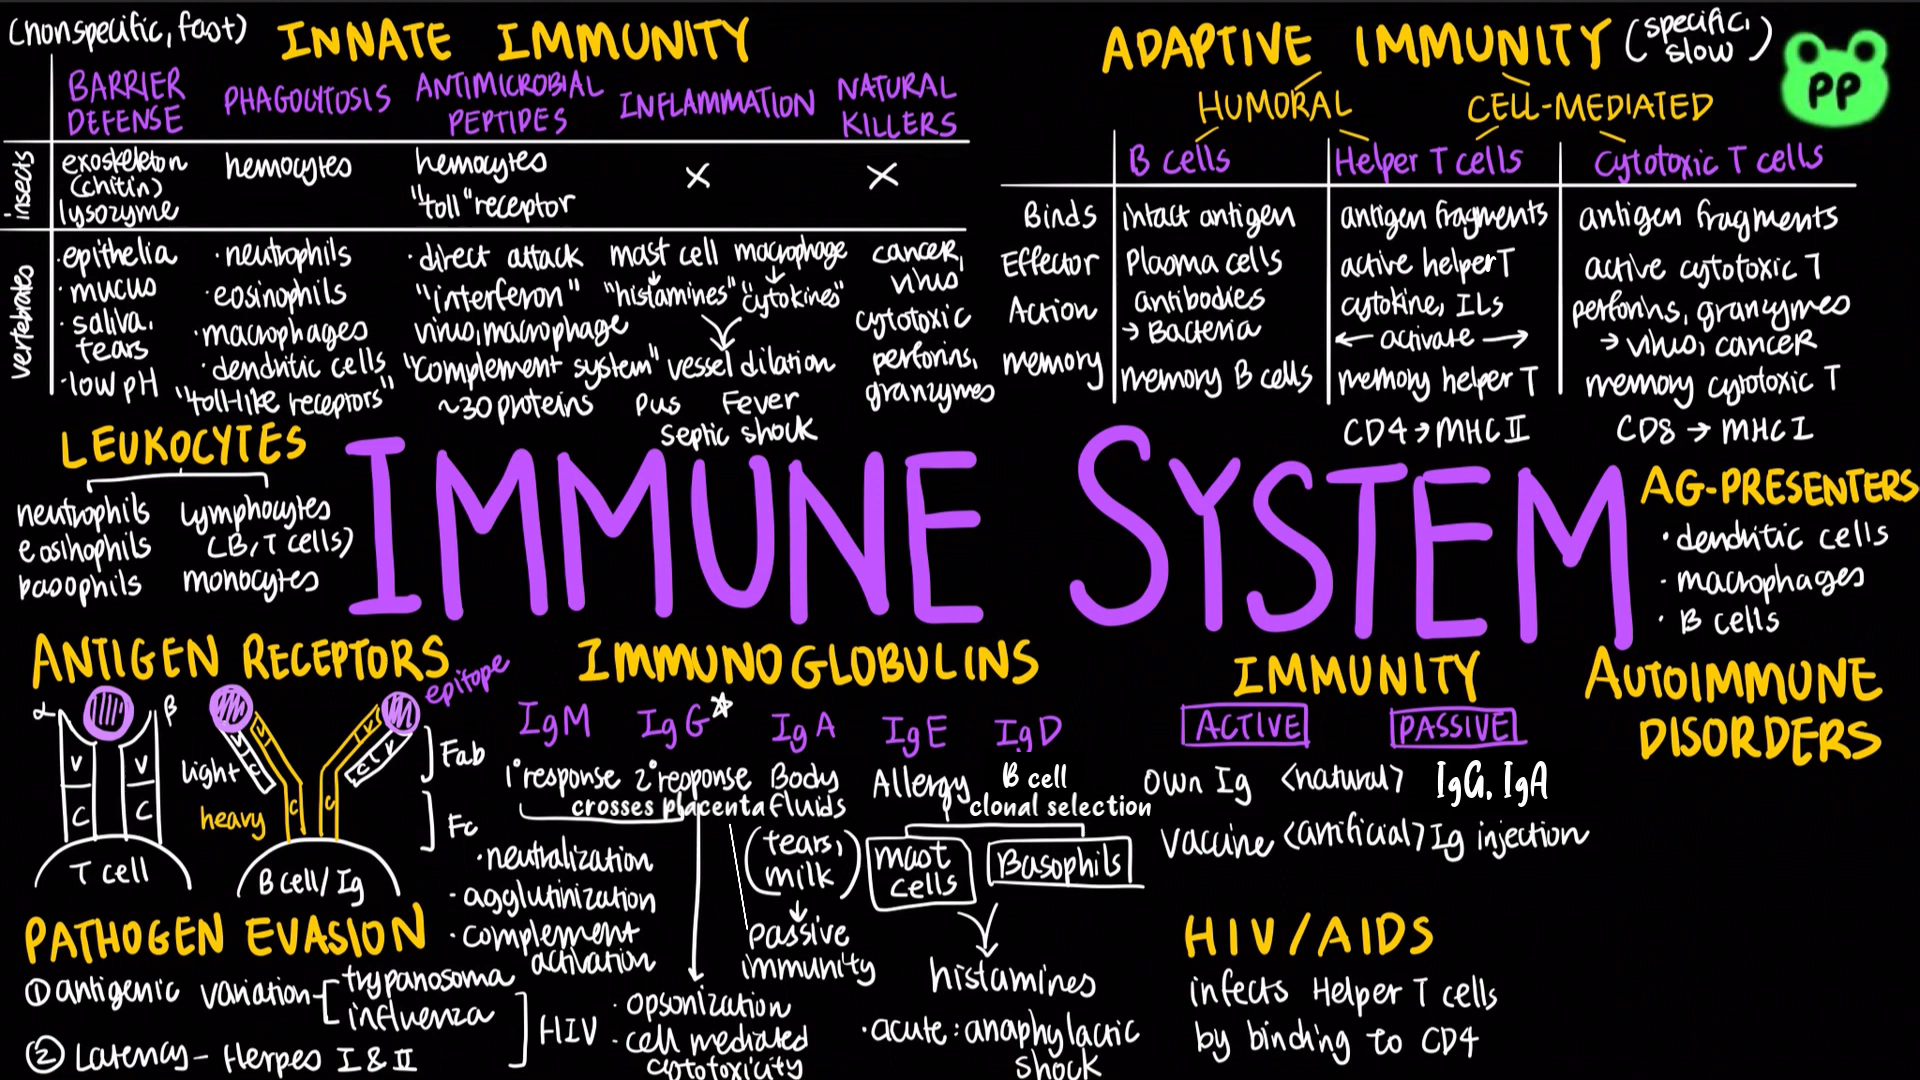 (nonspecific, fast) INNATE IMMUNITY
BARRIER DEFENSE
PHAGOCYTOSIS
ANTIMICROBIAL PEPTIDES
INFLAMMATION
NATURAL KILLERS
insects
exoskeleton
(chitin)
lysozyme
hemocytes
hemocytes
"toll" receptor
X
X
vertebrates
·epithelia
·mucus
·saliva,
tears
·low pH
·neutrophils
·eosinophils
·macrophages
·dendritic cells
"toll-like receptors"
·direct attack
"interferon"
virus, macrophage
"Complement system"
~30 proteins
mast cell macrophage
"histamines" "cytokines"
vessel dilation
pus Fever
septic shock
cancer,
virus
cytotoxic
perforins,
granzymes
ADAPTIVE IMMUNITY (specific, slow)
PP
HUMORAL
CELL-MEDIATED
B cells
Helper T cells
Cytotoxic T cells
Binds
intact antigen
antigen fragments
antigen fragments
Effector
Plasma cells
active helper T
active cytotoxic T
Action
antibodies
→ Bacteria
cytokine, ILs
← activate →
perforins, granzymes
→ virus, cancer
memory
memory B cells
memory helper T
memory cytotoxic T
CD4 → MHC II
CD8 → MHC I
LEUKOCYTES
neutrophils
eosinophils
basophils
lymphocytes
(B, T cells)
monocytes
IMMUNE SYSTEM
AG-PRESENTERS
·dendritic cells
·macrophages
·B cells
ANTIGEN RECEPTORS
epitope
α
β
V
V
C
C
T cell
light
heavy
V
C
V
C
V
C
V
C
Fab
Fc
B cell/Ig
IMMUNOGLOBULINS
IgM
IgG☆
IgA
IgE
IgD
1° response
2° response
crosses placenta
Body
fluids
(tears,
milk)
↓
passive
immunity
Allergy
B cell
clonal selection
·neutralization
·agglutinization
·complement
activation
·opsonization
·cell mediated
cytotoxicity
mast
cells
Basophils
histamines
·acute: anaphylactic
shock
IMMUNITY
ACTIVE
PASSIVE
own Ig <natural> IgG, IgA
vaccine <artificial> Ig injection
AUTOIMMUNE
DISORDERS
PATHOGEN EVASION
① antigenic variation
trypanosoma
influenza
② Latency - Herpes I & II
HIV
HIV/AIDS
infects Helper T cells
by binding to CD4